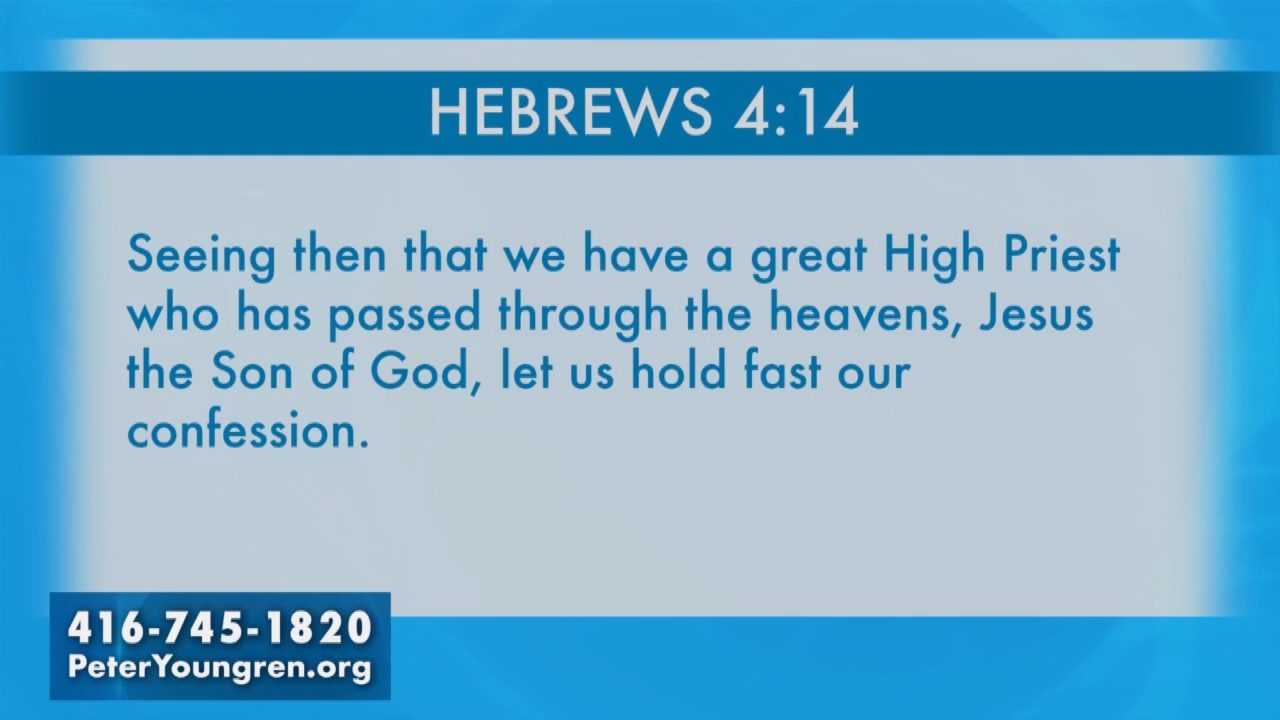 HEBREWS 4:14
Seeing then that we have a great High Priest
who has passed through the heavens, Jesus
the Son of God, let us hold fast our
confession.
416-745-1820
PeterYoungren.org